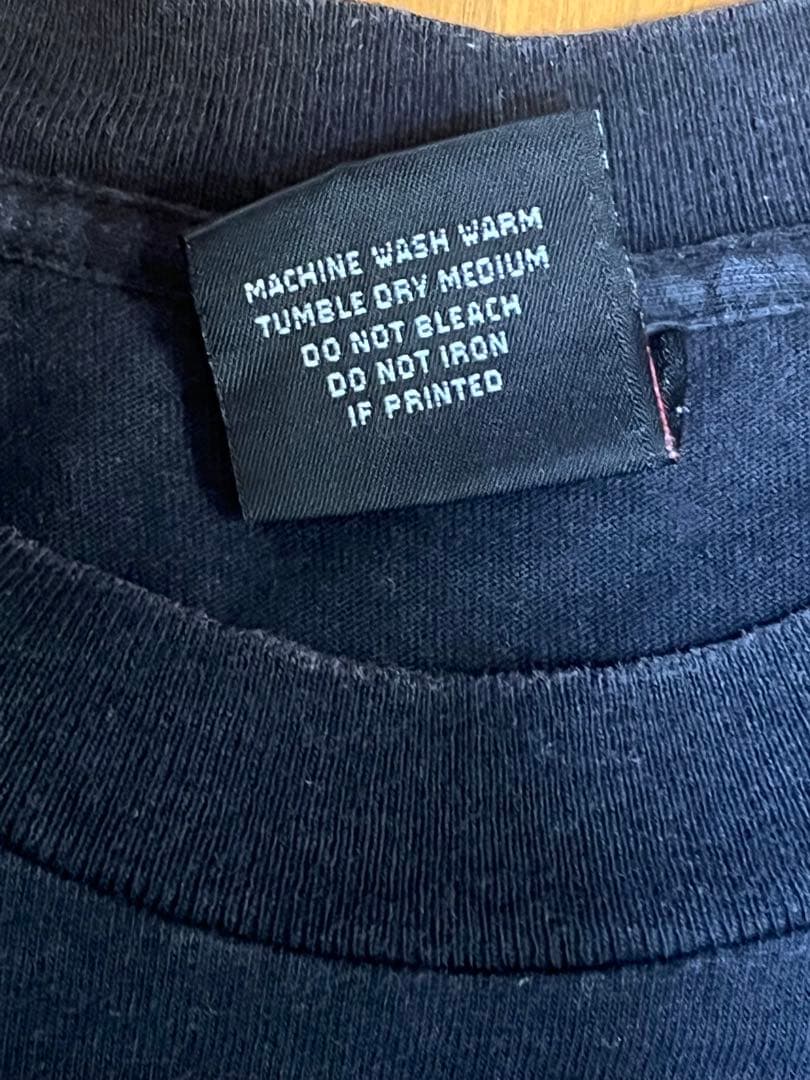 MACHINE WASH WARM
TUMBLE DRY MEDIUM
DO NOT BLEACH
DO NOT IRON
IF PRINTED